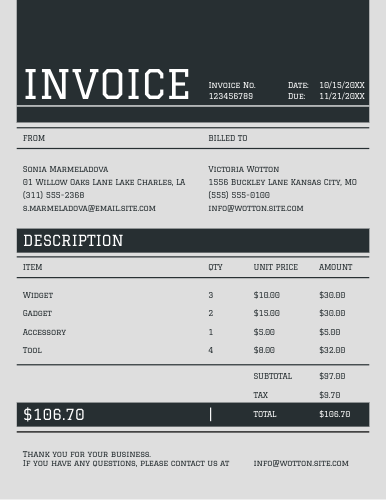 INVOICE
Invoice No. Date: 10/15/20XX
123456789 Due: 11/21/20XX
FROM BILLED TO
Sonia Marmeladova Victoria Wotton
01 Willow Oaks Lane Lake Charles, LA 1556 Buckley Lane Kansas City, MO
(311) 555-2368 (555) 555-0100
s.marmeladova@email.site.com info@wotton.site.com
DESCRIPTION
ITEM QTY UNIT PRICE AMOUNT
Widget 3 $10.00 $30.00
Gadget 2 $15.00 $30.00
Accessory 1 $5.00 $5.00
Tool 4 $8.00 $32.00
SUBTOTAL $97.00
TAX $9.70
$106.70 | TOTAL $106.70
Thank you for your business.
If you have any questions, please contact us at info@wotton.site.com